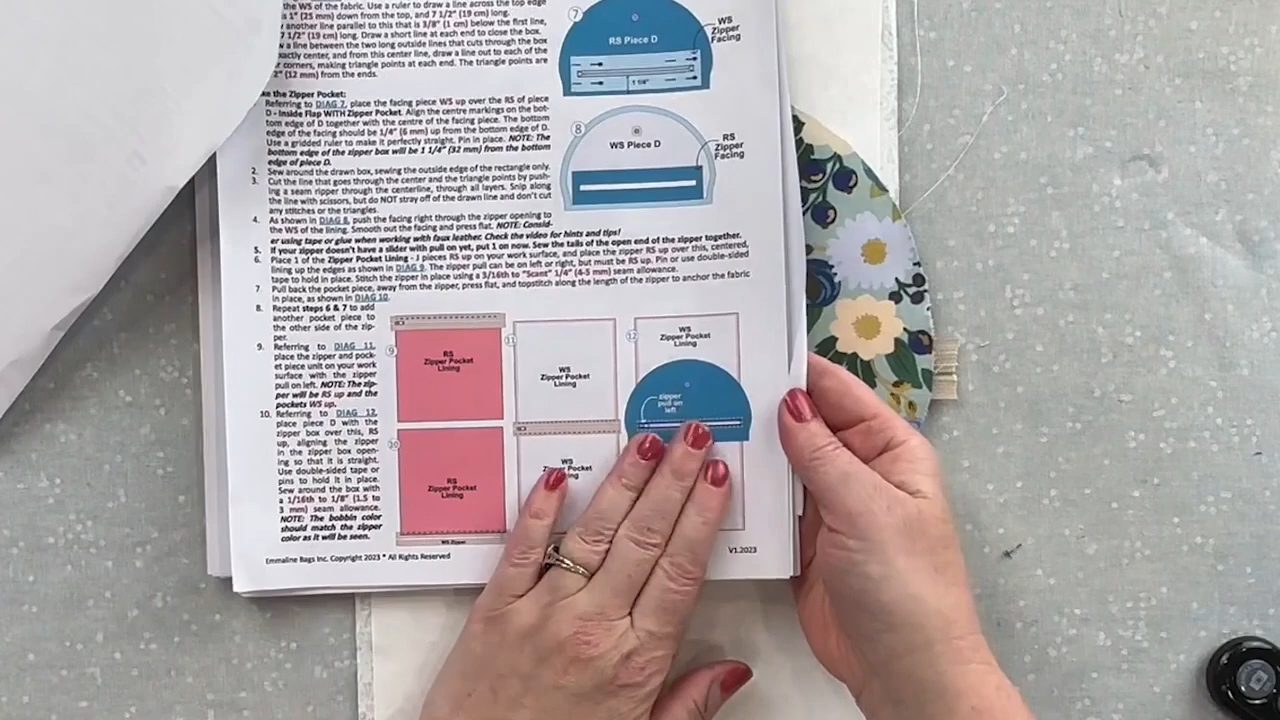 the WS of the fabric. Use a ruler to draw a line across the top edge
a 1" (25 mm) down from the top, and 7 1/2" (19 cm) long.
another line parallel to this that is 3/8" (1 cm) below the first line,
7 1/2" (19 cm) long. Draw a short line at each end to close the box.
a line between the two long outside lines that cuts through the box
exactly center, and from this center line, draw a line out to each of the
corners, making triangle points at each end. The triangle points are
2" (12 mm) from the ends.
the Zipper Pocket:
Referring to DIAG 7, place the facing piece WS up over the RS of piece
D - Inside Flap WITH Zipper Pocket. Align the centre markings on the bot-
tom edge of D together with the centre of the facing piece. The bottom
edge of the facing should be 1/4" (6 mm) up from the bottom edge of D.
Use a gridded ruler to make it perfectly straight. Pin in place. NOTE: The
bottom edge of the zipper box will be 1 1/4" (32 mm) from the bottom
edge of piece D.
2. Sew around the drawn box, sewing the outside edge of the rectangle only.
3. Cut the line that goes through the center and the triangle points by push-
ing a seam ripper through the centerline, through all layers. Snip along
the line with scissors, but do NOT stray off of the drawn line and don't cut
any stitches or the triangles.
4. As shown in DIAG 8, push the facing right through the zipper opening to
the WS of the lining. Smooth out the facing and press flat. NOTE: Consid-
er using tape or glue when working with faux leather. Check the video for hints and tips!
5. If your zipper doesn't have a slider with pull on yet, put 1 on now. Sew the tails of the open end of the zipper together.
6. Place 1 of the Zipper Pocket Lining - J pieces RS up on your work surface, and place the zipper RS up over this, centered,
lining up the edges as shown in DIAG 9. The zipper pull can be on left or right, but must be RS up. Pin or use double-sided
tape to hold in place. Stitch the zipper in place using a 3/16th to "Scant" 1/4" (4-5 mm) seam allowance.
7. Pull back the pocket piece, away from the zipper, press flat, and topstitch along the length of the zipper to anchor the fabric
in place, as shown in DIAG 10.
8. Repeat steps 6 & 7 to add
another pocket piece to
the other side of the zip-
per.
9. Referring to DIAG 11,
place the zipper and pock-
et piece unit on your work
surface with the zipper
pull on left. NOTE: The zip-
per will be RS up and the
pockets WS up.
10. Referring to DIAG 12,
place piece D with the
zipper box over this, RS
up, aligning the zipper
in the zipper box open-
ing so that it is straight.
Use double-sided tape or
pins to hold it in place.
Sew around the box with
a 1/16th to 1/8" (1.5 to
3 mm) seam allowance.
NOTE: The bobbin color
should match the zipper
color as it will be seen.
7
RS Piece D
WS
Zipper
Facing
1 1/4"
8
WS Piece D
RS
Zipper
Facing
9
RS
Zipper Pocket
Lining
10
RS
Zipper Pocket
Lining
WS Zipper
11
WS
Zipper Pocket
Lining
WS
12
WS
Zipper Pocket
Lining
zipper
pull on
left
Emmaline Bags Inc. Copyright 2023 * All Rights Reserved
V1.2023